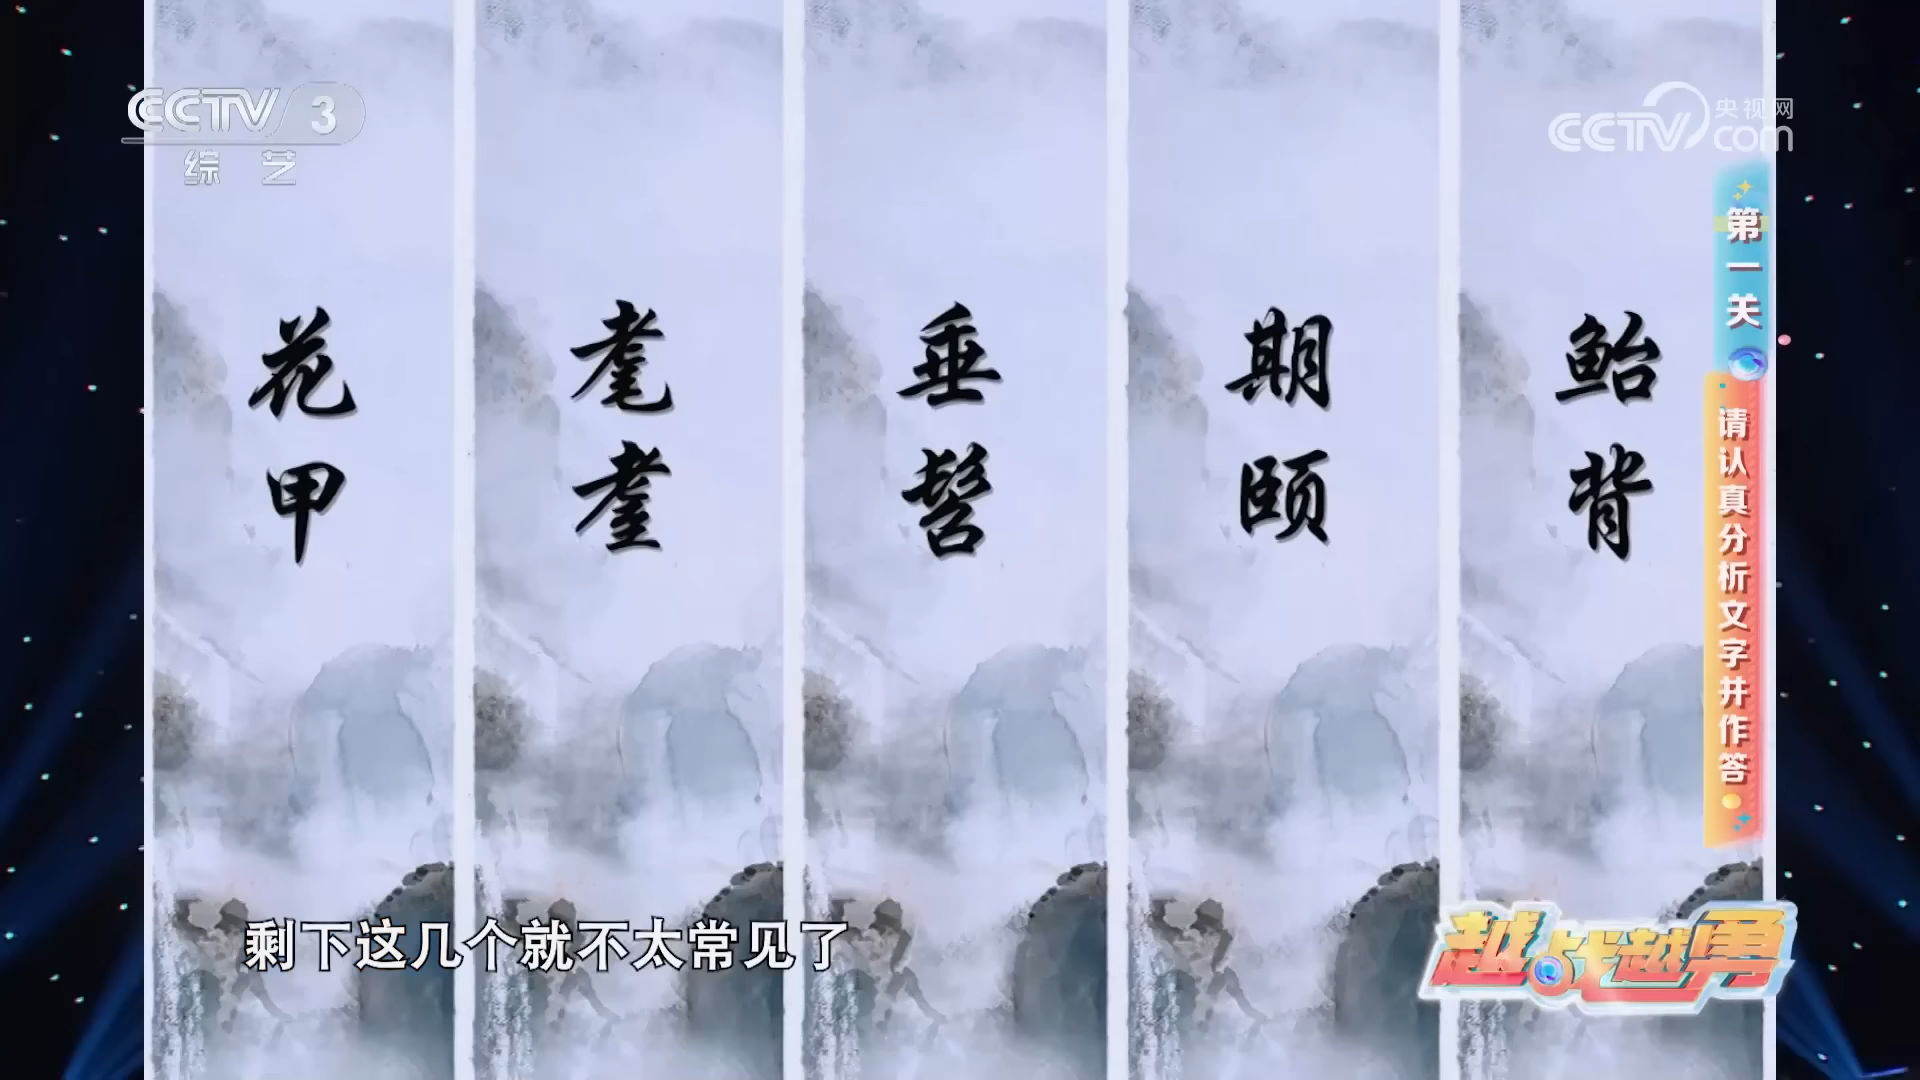 CCTV 3
综艺
央视网
CCTV com
花甲
耄耋
垂髫
期颐
鲐背
第一关
请认真分析文字并作答
剩下这几个就不太常见了
越战越勇